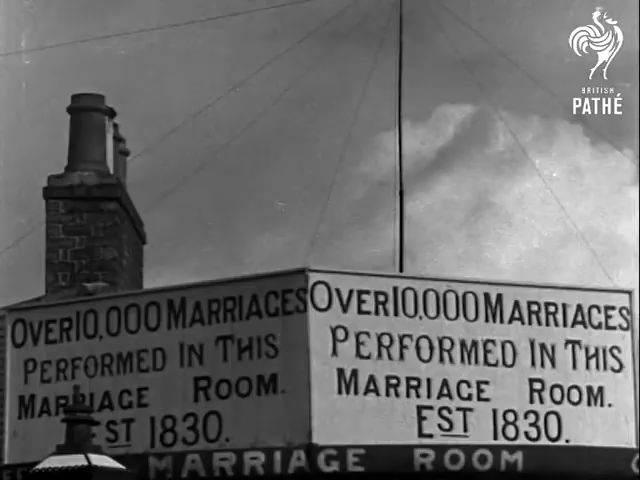 BRITISH
PATHÉ
OVER 10,000 MARRIAGES
PERFORMED IN THIS
MARRIAGE ROOM.
EST 1830.
OVER 10,000 MARRIAGES
PERFORMED IN THIS
MARRIAGE ROOM.
EST 1830.
MARRIAGE ROOM